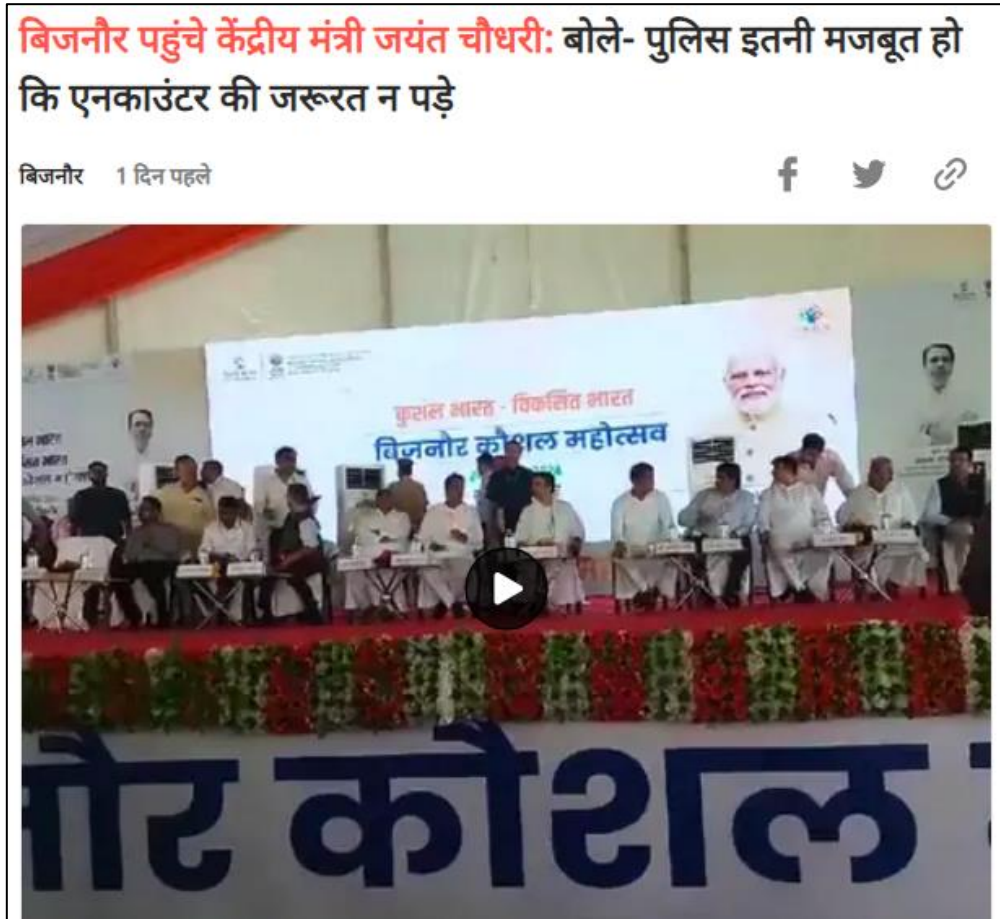 बिजनौर पहुंचे केंद्रीय मंत्री जयंत चौधरी: बोले- पुलिस इतनी मजबूत हो
कि एनकाउंटर की जरूरत न पड़े
बिजनौर 1 दिन पहले
कुशल भारत - विकसित भारत
बिजनौर कौशल महोत्सव
नौर कौशल